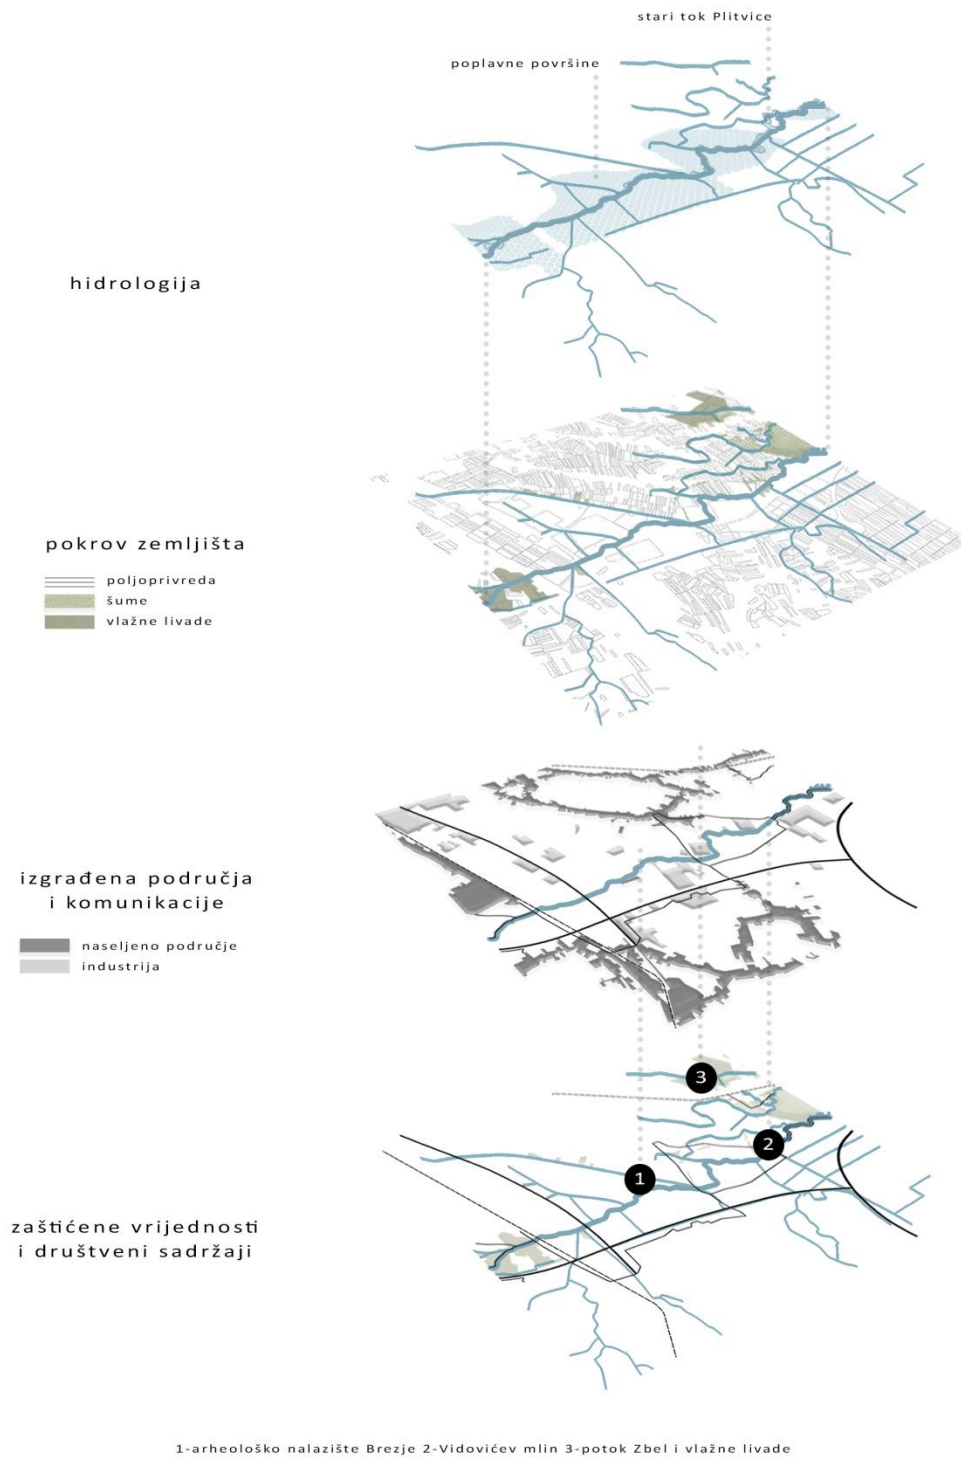 stari tok Plitvice
poplavne površine
hidrologija
pokrov zemljišta
poljoprivreda
šume
vlažne livade
izgrađena područja
i komunikacije
naseljeno područje
industrija
3
2
1
zaštićene vrijednosti
i društveni sadržaji
1-arheološko nalazište Brezje 2-Vidovićev mlin 3-potok Zbel i vlažne livade